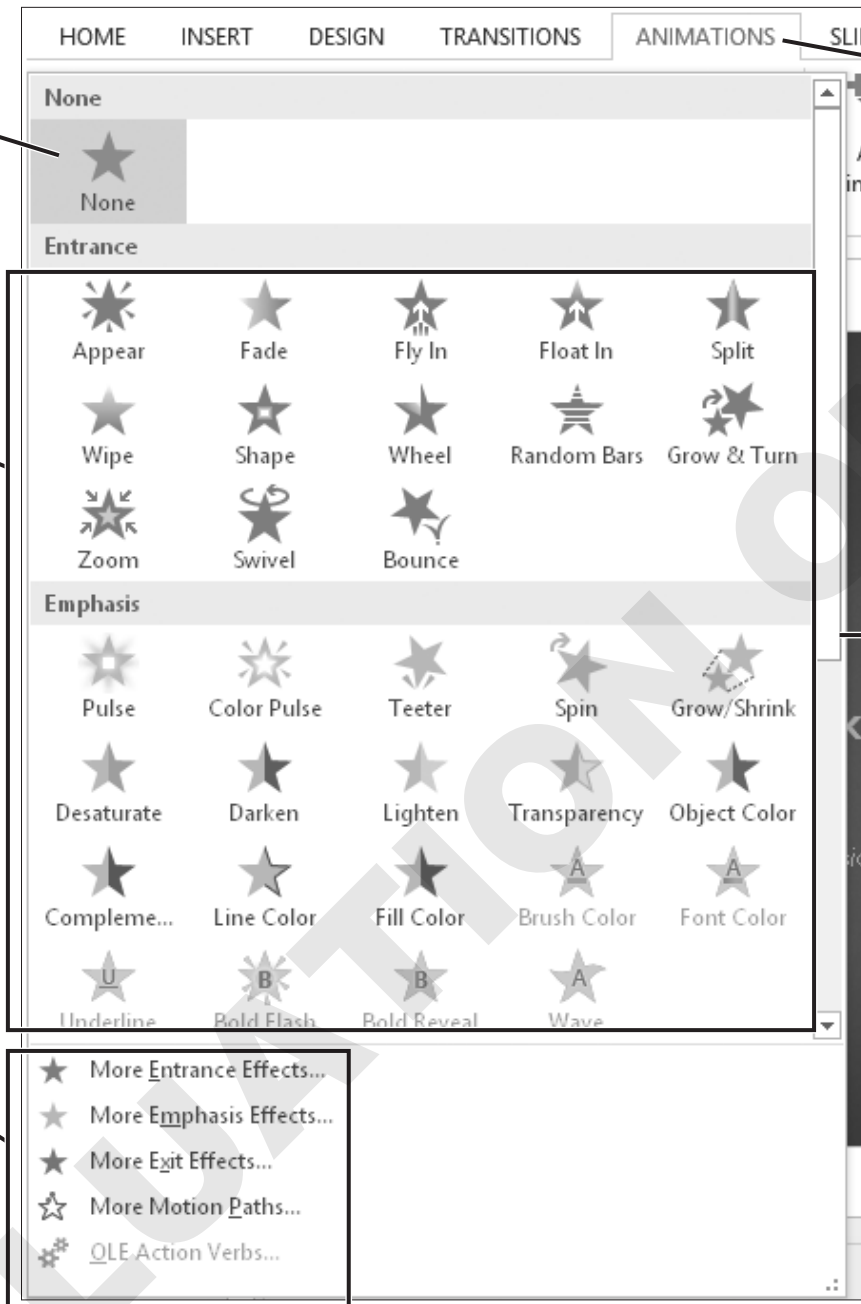 HOME INSERT DESIGN TRANSITIONS ANIMATIONS
None
None
Entrance
Appear Fade Fly In Float In Split
Wipe Shape Wheel Random Bars Grow & Turn
Zoom Swivel Bounce
Emphasis
Pulse Color Pulse Teeter Spin Grow/Shrink
Desaturate Darken Lighten Transparency Object Color
Compleme... Line Color Fill Color Brush Color Font Color
Underline Bold Flash Bold Reveal Wave
More Entrance Effects...
More Emphasis Effects...
More Exit Effects...
More Motion Paths...
OLE Action Verbs...